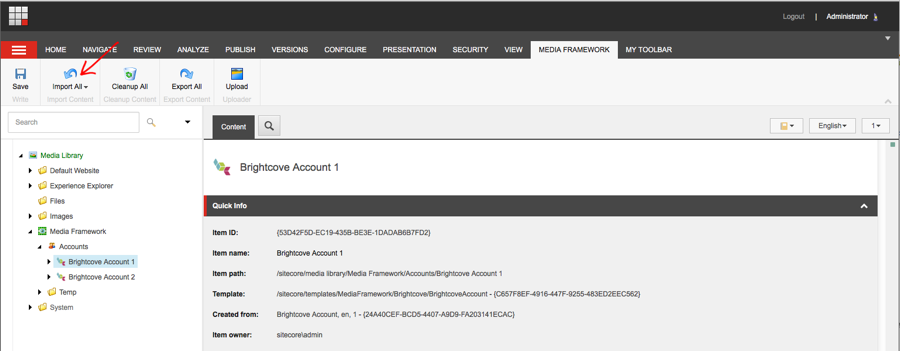 Logout | Administrator
HOME NAVIGATE REVIEW ANALYZE PUBLISH VERSIONS CONFIGURE PRESENTATION SECURITY VIEW MEDIA FRAMEWORK MY TOOLBAR
Save Import All Cleanup All Export All Upload
Write Import Content Cleanup Content Export Content Uploader
Search
Content
English 1
Media Library
Default Website
Experience Explorer
Files
Images
Media Framework
Accounts
Brightcove Account 1
Brightcove Account 2
Temp
System
Brightcove Account 1
Quick Info
Item ID: {53D42F5D-EC19-435B-BE3E-1DADAB6B7FD2}
Item name: Brightcove Account 1
Item path: /sitecore/media library/Media Framework/Accounts/Brightcove Account 1
Template: /sitecore/templates/MediaFramework/Brightcove/BrightcoveAccount - {C657F8EF-4916-447F-9255-483ED2EEC562}
Created from: Brightcove Account, en, 1 - {24A40CEF-BCD5-4407-A9D9-FA203141ECAC}
Item owner: sitecore\admin